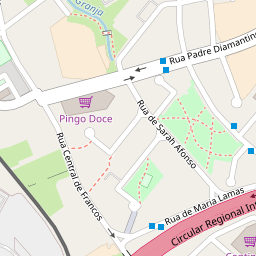 Granja
Rua Padre Diamantino
Pingo Doce
Rua de Sarah Afonso
Rua Central de Francos
Rua de Maria Lamas
Circular Regional In
Contin